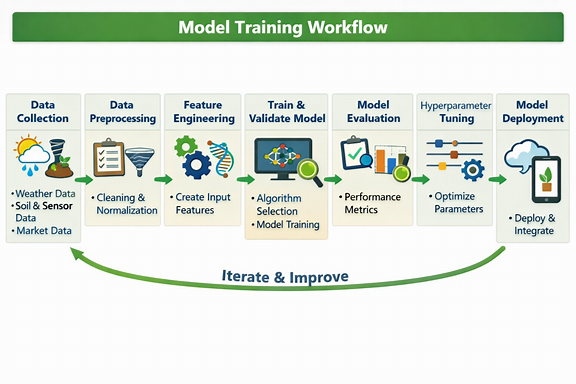 Model Training Workflow
Data
Collection
• Weather Data
• Soil & Sensor
Data
• Market Data
Data
Preprocessing
• Cleaning &
Normalization
Feature
Engineering
• Create Input
Features
Train &
Validate Model
• Algorithm
Selection
• Model Training
Model
Evaluation
• Performance
Metrics
Hyperparameter
Tuning
• Optimize
Parameters
Model
Deployment
• Deploy &
Integrate
Iterate & Improve